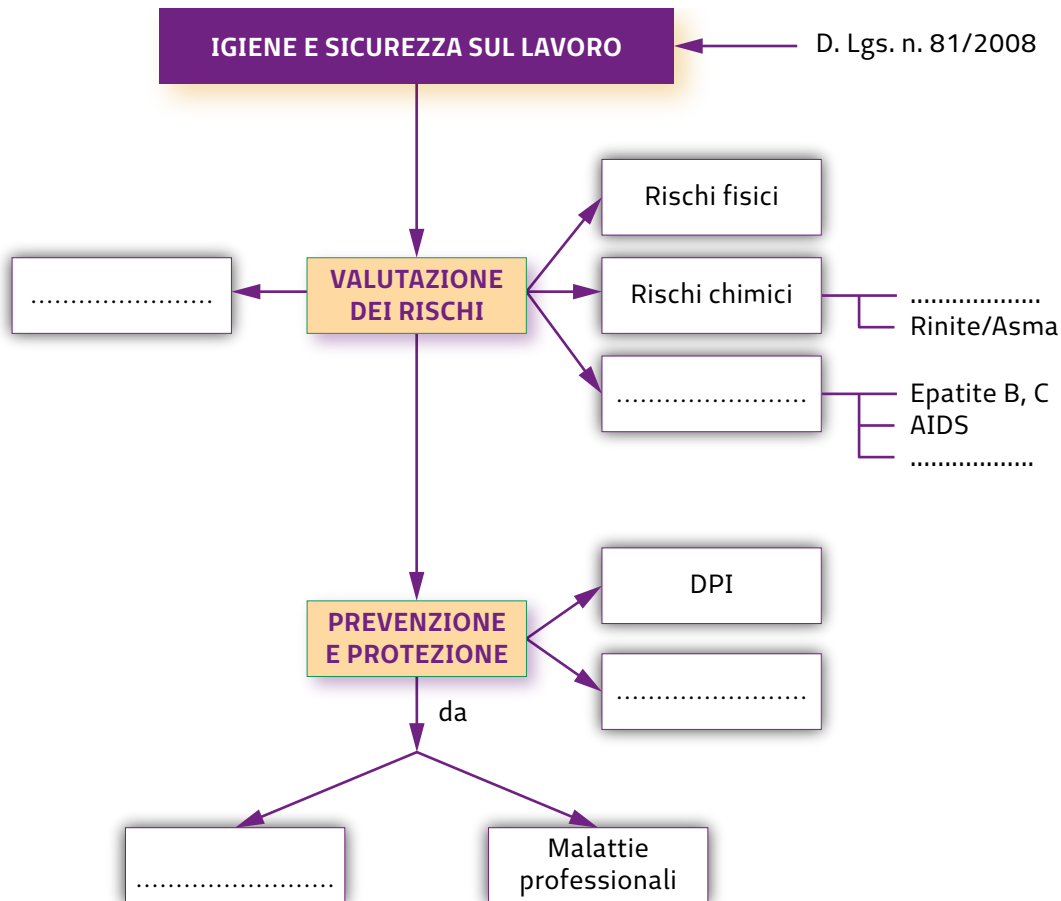 IGIENE E SICUREZZA SUL LAVORO
D. Lgs. n. 81/2008
Rischi fisici
.......................
VALUTAZIONE
DEI RISCHI
Rischi chimici
...................
Rinite/Asma
........................
Epatite B, C
AIDS
..................
DPI
PREVENZIONE
E PROTEZIONE
........................
da
.........................
Malattie
professionali